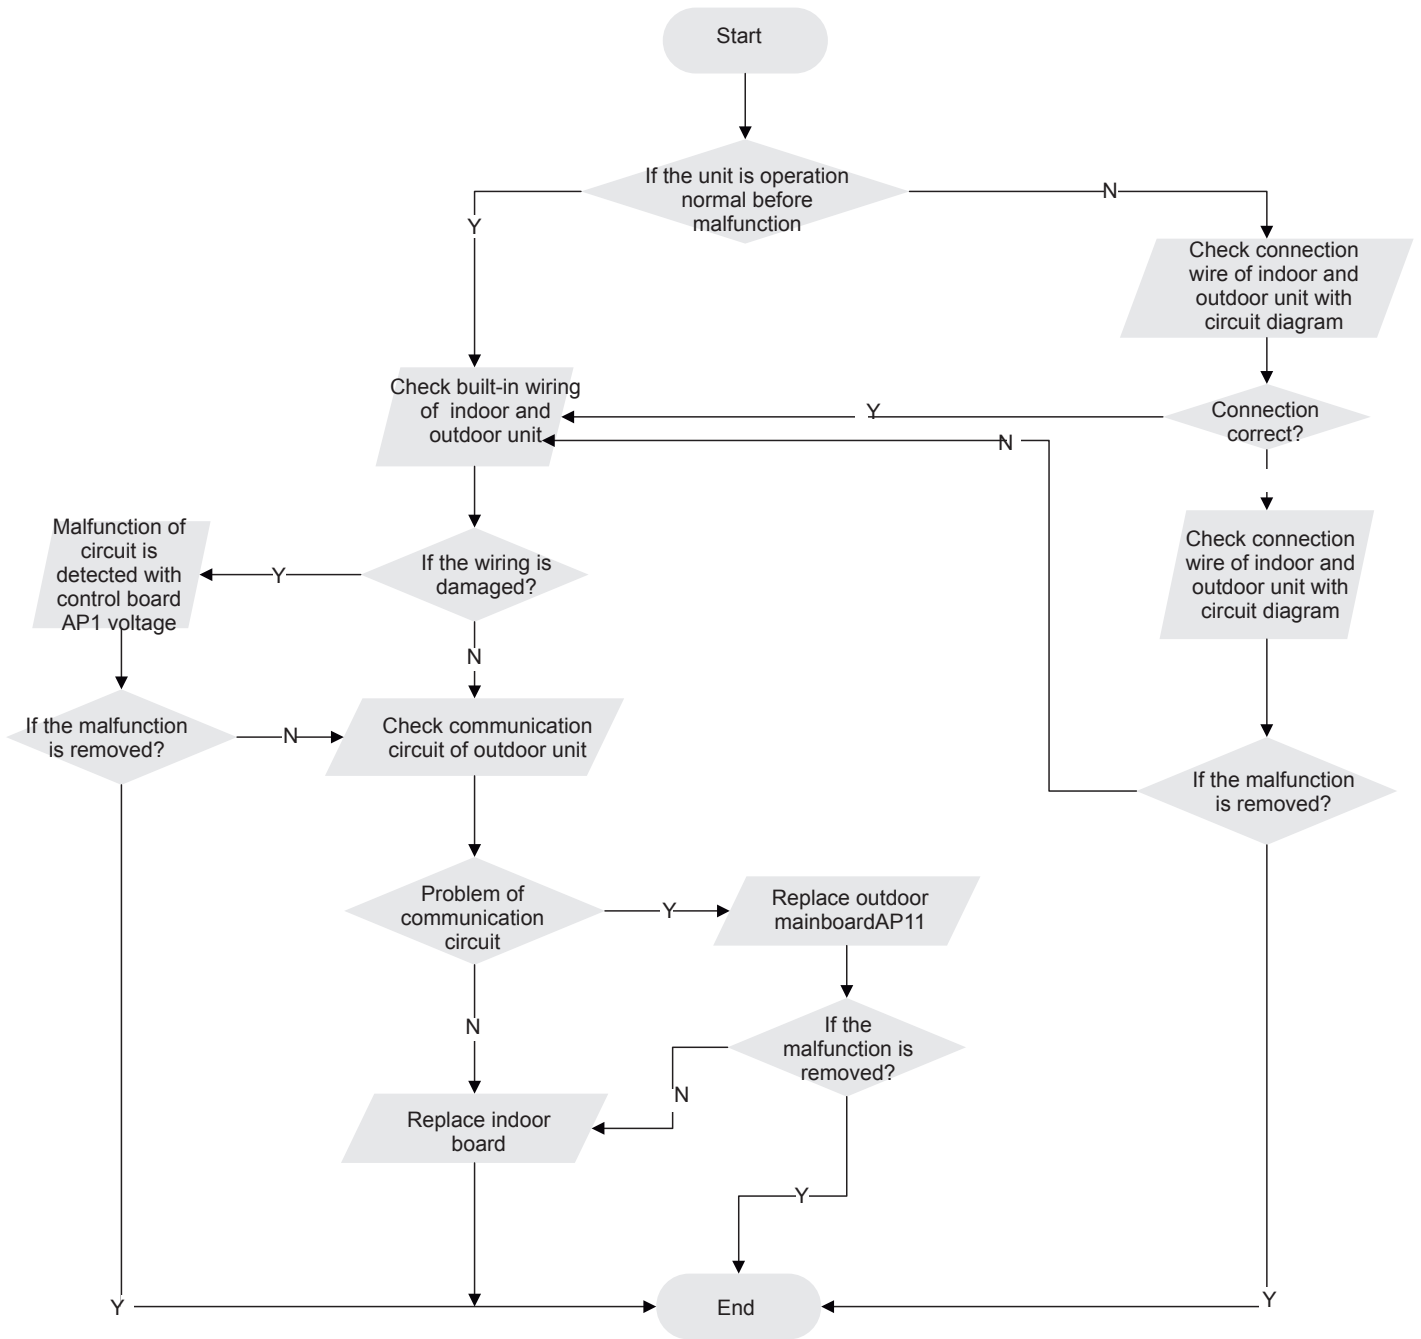 Start
If the unit is operation
normal before
malfunction
N
Y
Check connection
wire of indoor and
outdoor unit with
circuit diagram
Check built-in wiring
of indoor and
outdoor unit
Y
Connection
correct?
N
Malfunction of
circuit is
detected with
control board
AP1 voltage
Y
If the wiring is
damaged?
Check connection
wire of indoor and
outdoor unit with
circuit diagram
N
If the malfunction
is removed?
N
Check communication
circuit of outdoor unit
If the malfunction
is removed?
Problem of
communication
circuit
Y
Replace outdoor
mainboardAP11
N
If the
malfunction is
removed?
N
Replace indoor
board
Y
Y
End
Y